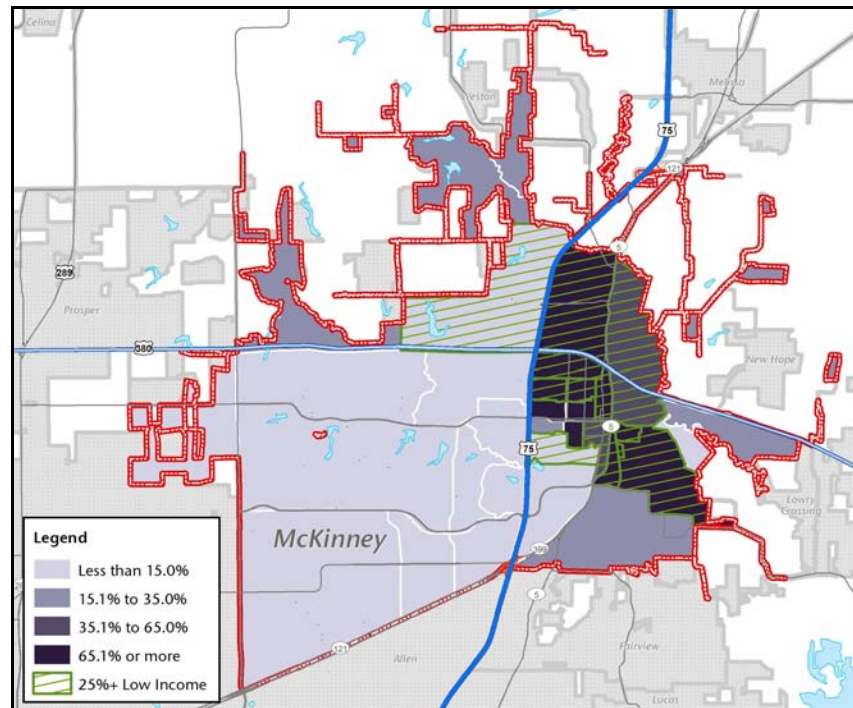 Celina
Weston
Melissa
75
121
5
289
Prosper
380
New Hope
5
75
Lowry
Crossing
Legend
McKinney
Less than 15.0%
399
15.1% to 35.0%
5
35.1% to 65.0%
121
Fairview
65.1% or more
Allen
25%+ Low Income
Lucas